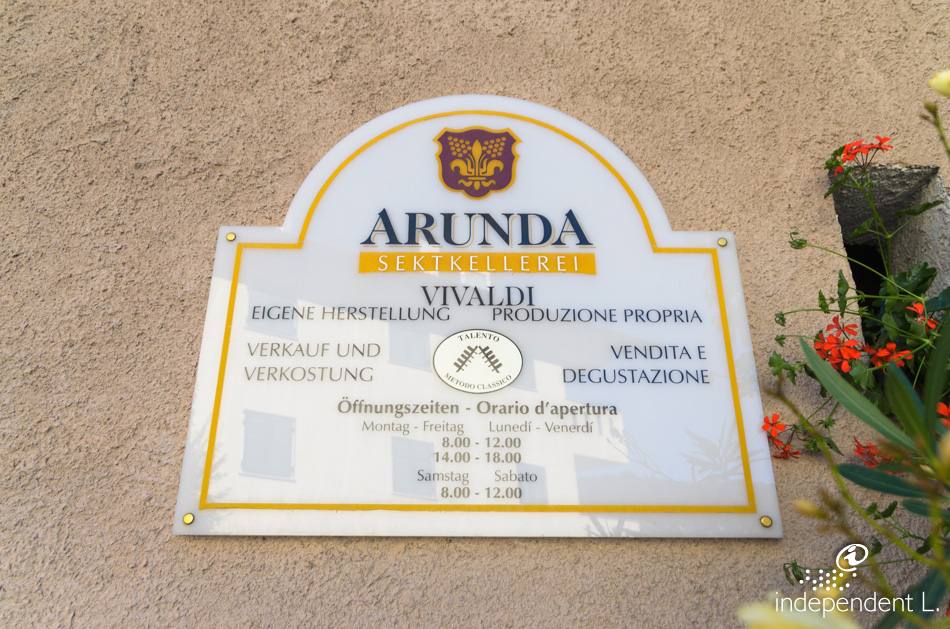 ARUNDA
SEKTKELLEREI
VIVALDI
EIGENE HERSTELLUNG PRODUZIONE PROPRIA
VERKAUF UND
VERKOSTUNG
TALENTO
METODO CLASSICO
VENDITA E
DEGUSTAZIONE
Öffnungszeiten - Orario d'apertura
Montag - Freitag Lunedí - Venerdí
8.00 - 12.00
14.00 - 18.00
Samstag Sabato
8.00 - 12.00
independent L.